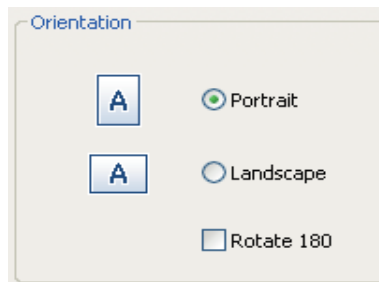 Orientation
A
Portrait
A
Landscape
Rotate 180